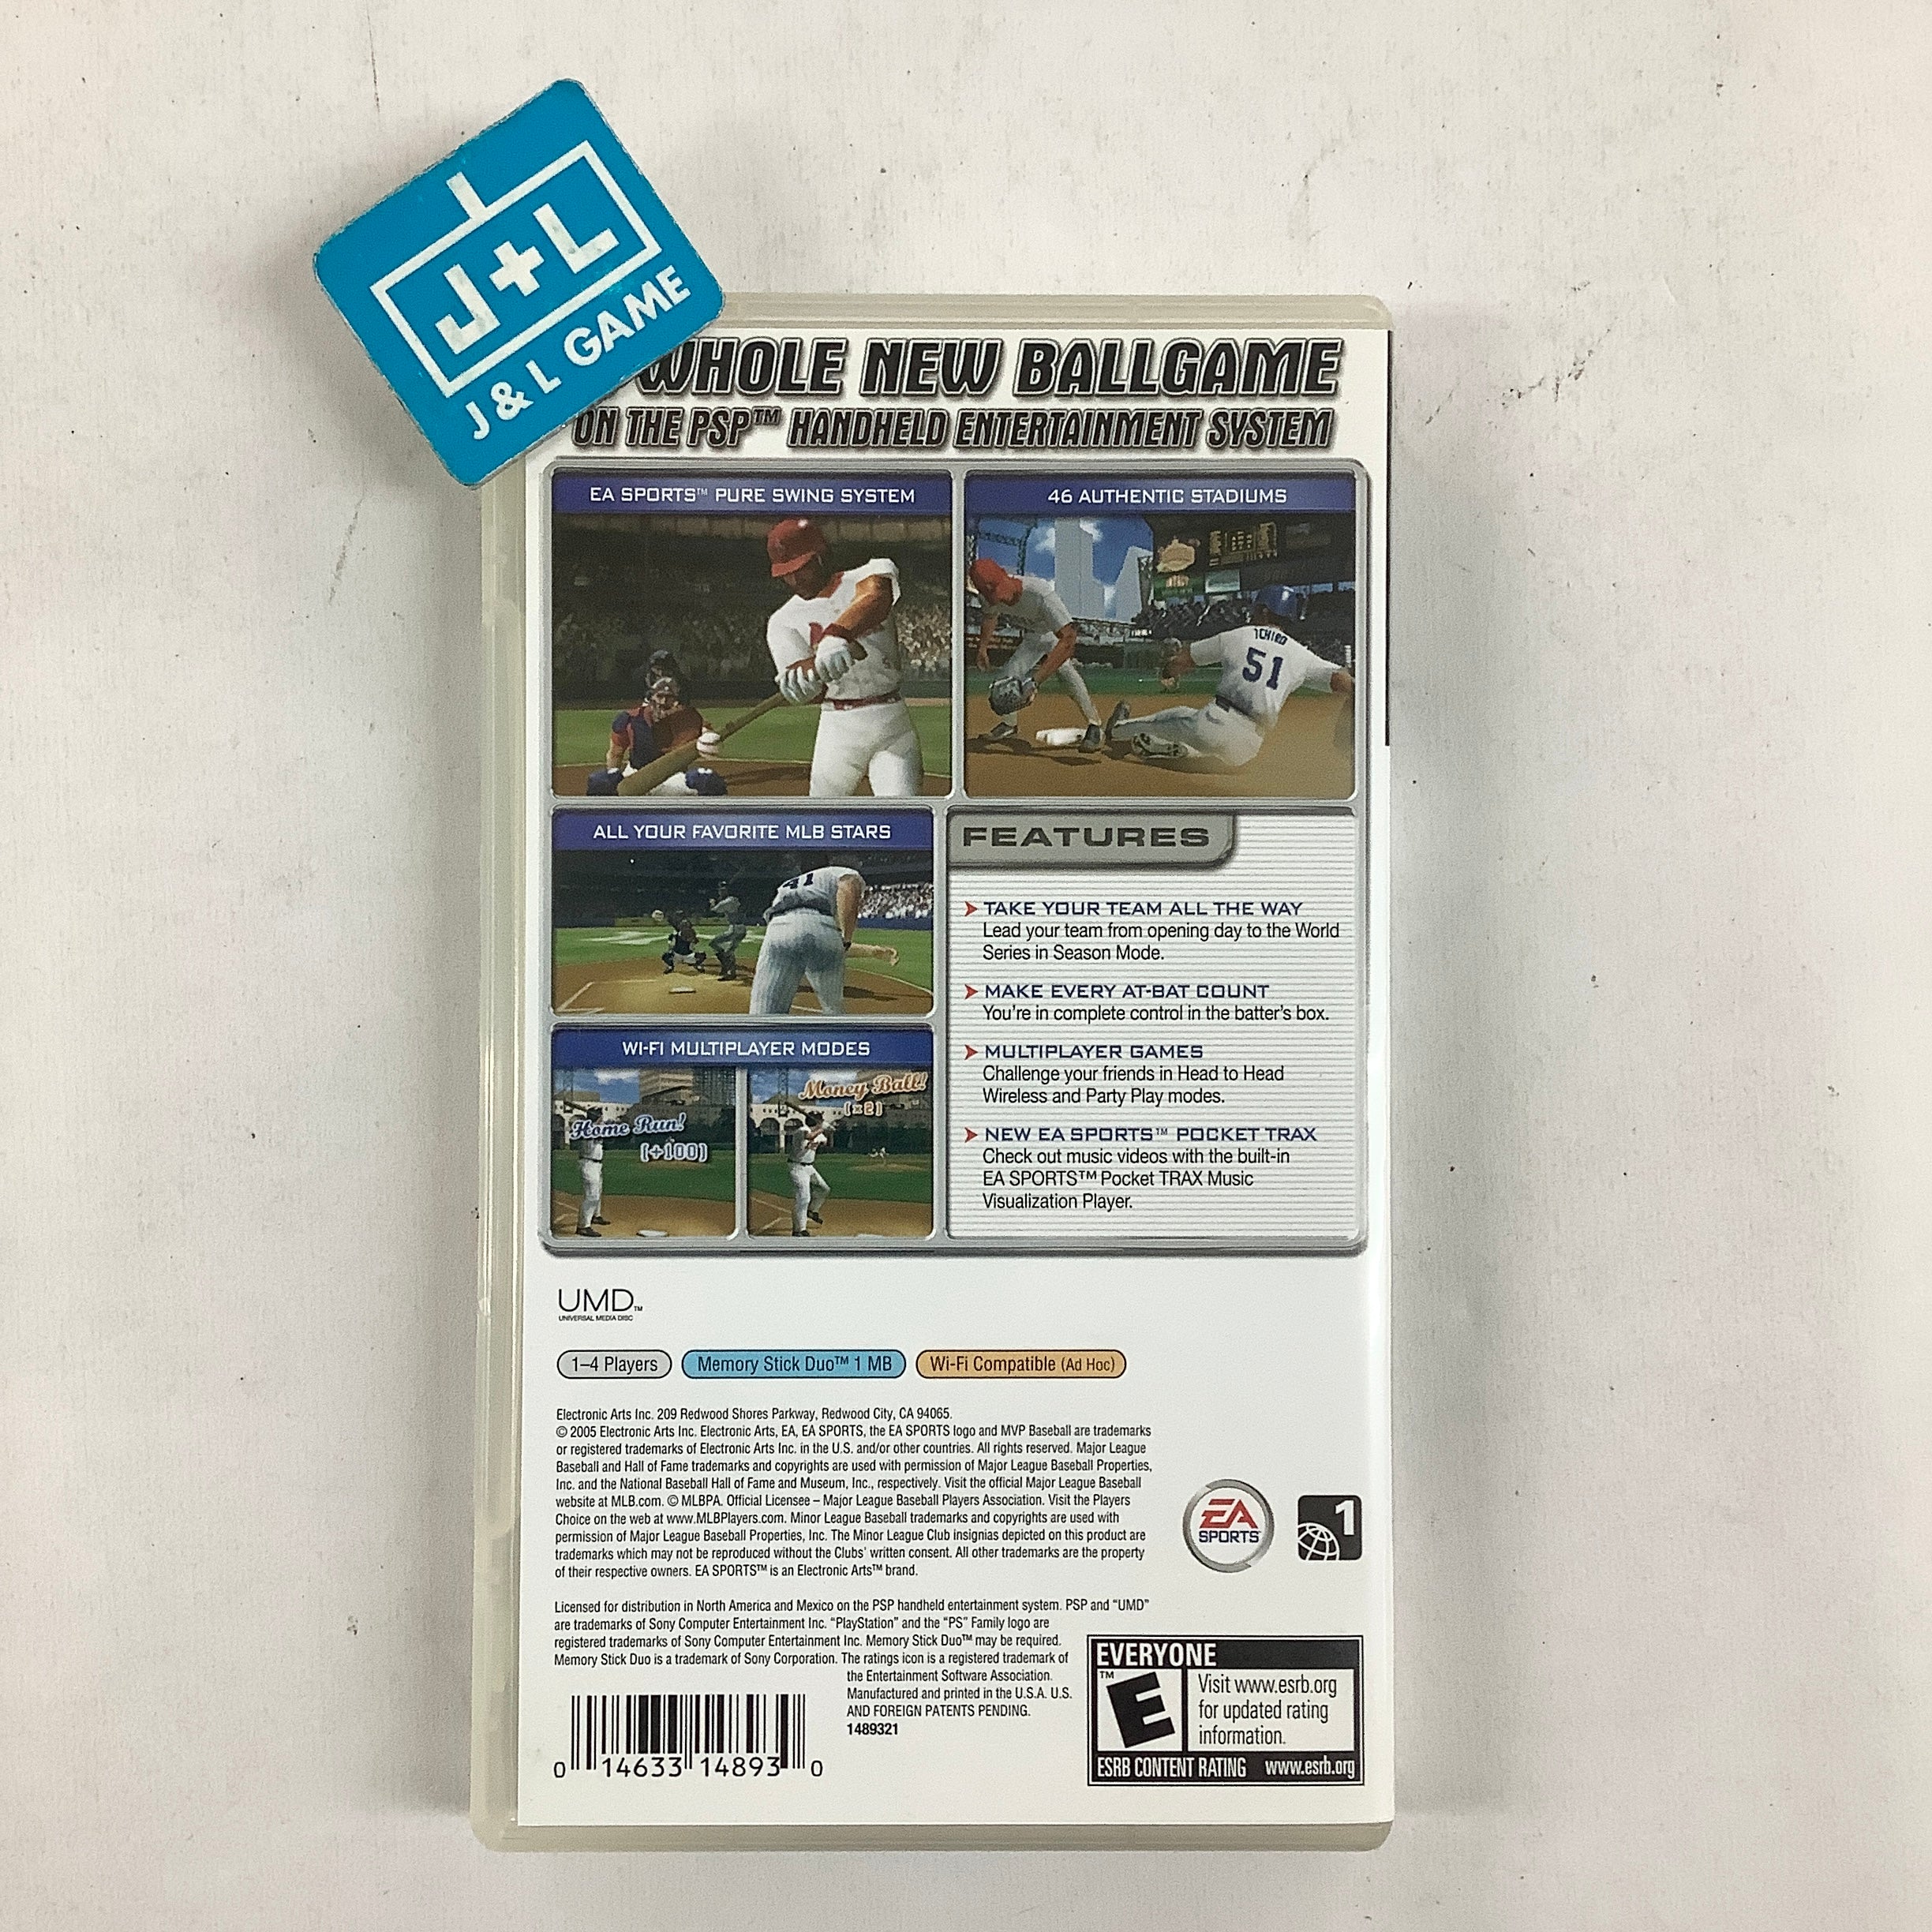 J+L
J & L GAME
WHOLE NEW BALLGAME
ON THE PSP™ HANDHELD ENTERTAINMENT SYSTEM
EA SPORTS™ PURE SWING SYSTEM
46 AUTHENTIC STADIUMS
ICHIRO
51
ALL YOUR FAVORITE MLB STARS
41
WI-FI MULTIPLAYER MODES
Home Run!
(+100)
Money Ball!
(x2)
FEATURES
TAKE YOUR TEAM ALL THE WAY
Lead your team from opening day to the World
Series in Season Mode.
MAKE EVERY AT-BAT COUNT
You're in complete control in the batter's box.
MULTIPLAYER GAMES
Challenge your friends in Head to Head
Wireless and Party Play modes.
NEW EA SPORTS™ POCKET TRAX
Check out music videos with the built-in
EA SPORTS™ Pocket TRAX Music
Visualization Player.
UMD™
UNIVERSAL MEDIA DISC
1–4 Players
Memory Stick Duo™ 1 MB
Wi-Fi Compatible (Ad Hoc)
Electronic Arts Inc. 209 Redwood Shores Parkway, Redwood City, CA 94065.
© 2005 Electronic Arts Inc. Electronic Arts, EA, EA SPORTS, the EA SPORTS logo and MVP Baseball are trademarks
or registered trademarks of Electronic Arts Inc. in the U.S. and/or other countries. All rights reserved. Major League
Baseball and Hall of Fame trademarks and copyrights are used with permission of Major League Baseball Properties,
Inc. and the National Baseball Hall of Fame and Museum, Inc., respectively. Visit the official Major League Baseball
website at MLB.com. © MLBPA. Official Licensee – Major League Baseball Players Association. Visit the Players
Choice on the web at www.MLBPlayers.com. Minor League Baseball trademarks and copyrights are used with
permission of Major League Baseball Properties, Inc. The Minor League Club insignias depicted on this product are
trademarks which may not be reproduced without the Clubs' written consent. All other trademarks are the property
of their respective owners. EA SPORTS™ is an Electronic Arts™ brand.
EA
SPORTS
1
Licensed for distribution in North America and Mexico on the PSP handheld entertainment system. PSP and “UMD”
are trademarks of Sony Computer Entertainment Inc. “PlayStation” and the “PS” Family logo are
registered trademarks of Sony Computer Entertainment Inc. Memory Stick Duo™ may be required.
Memory Stick Duo is a trademark of Sony Corporation. The ratings icon is a registered trademark of
the Entertainment Software Association.
Manufactured and printed in the U.S.A. U.S.
AND FOREIGN PATENTS PENDING.
1489321
0 14633 14893 0
EVERYONE
™
E
Visit www.esrb.org
for updated rating
information.
ESRB CONTENT RATING www.esrb.org